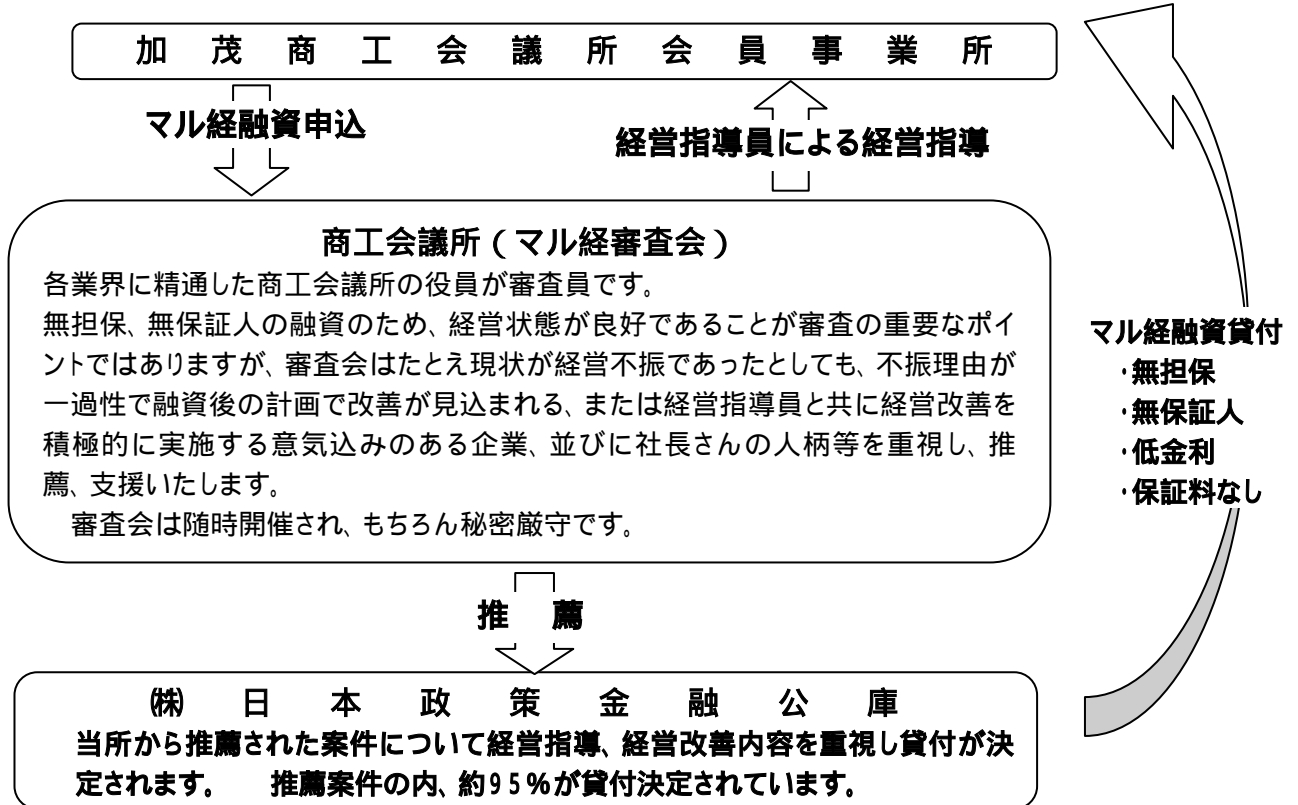 加茂商工会議所会員事業所
マル経融資申込
経営指導員による経営指導
商工会議所（マル経審査会）
各業界に精通した商工会議所の役員が審査員です。
無担保、無保証人の融資のため、経営状態が良好であることが審査の重要なポイ
ントではありますが、審査会はたとえ現状が経営不振であったとしても、不振理由が
一過性で融資後の計画で改善が見込まれる、または経営指導員と共に経営改善を
積極的に実施する意気込みのある企業、並びに社長さんの人柄等を重視し、推
薦、支援いたします。
審査会は随時開催され、もちろん秘密厳守です。
マル経融資貸付
・無担保
・無保証人
・低金利
・保証料なし
推　薦
㈱日本政策金融公庫
当所から推薦された案件について経営指導、経営改善内容を重視し貸付が決
定されます。　推薦案件の内、約９５％が貸付決定されています。